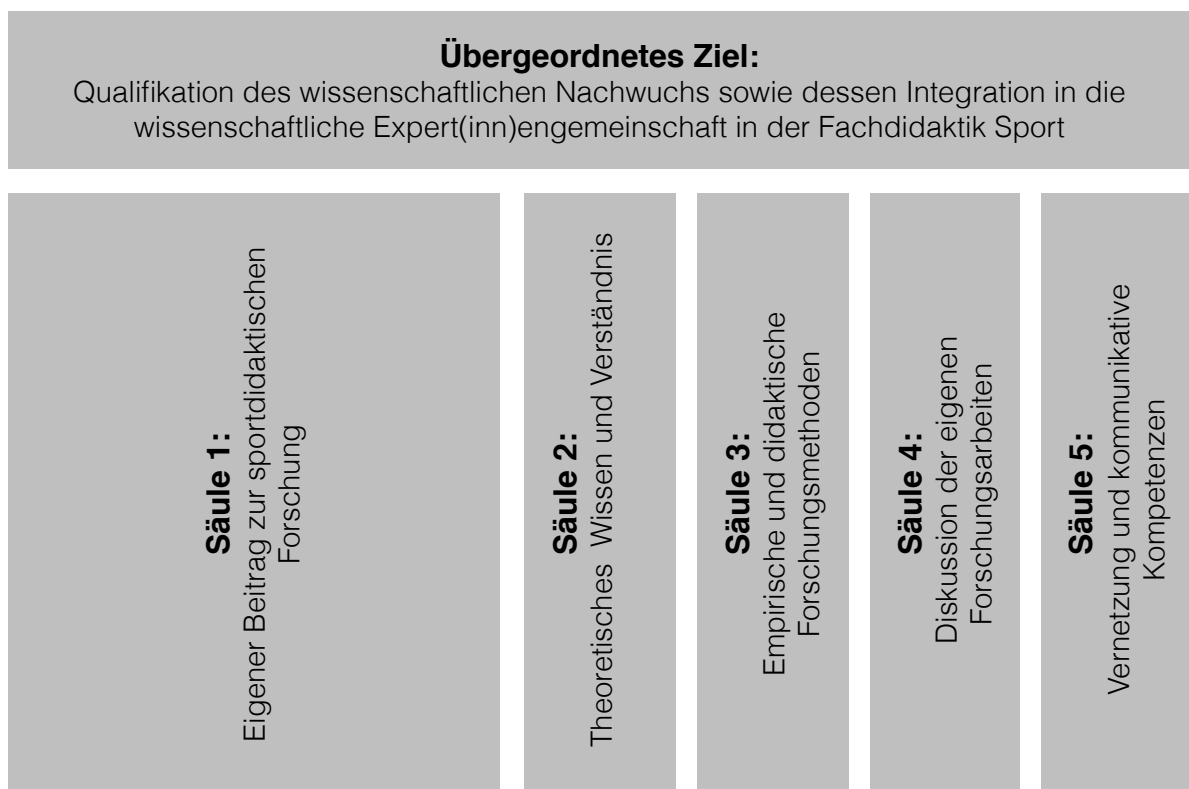 Übergeordnetes Ziel:
Qualifikation des wissenschaftlichen Nachwuchs sowie dessen Integration in die
wissenschaftliche Expert(inn)engemeinschaft in der Fachdidaktik Sport
Säule 1:
Eigener Beitrag zur sportdidaktischen
Forschung
Säule 2:
Theoretisches Wissen und Verständnis
Säule 3:
Empirische und didaktische
Forschungsmethoden
Säule 4:
Diskussion der eigenen
Forschungsarbeiten
Säule 5:
Vernetzung und kommunikative
Kompetenzen